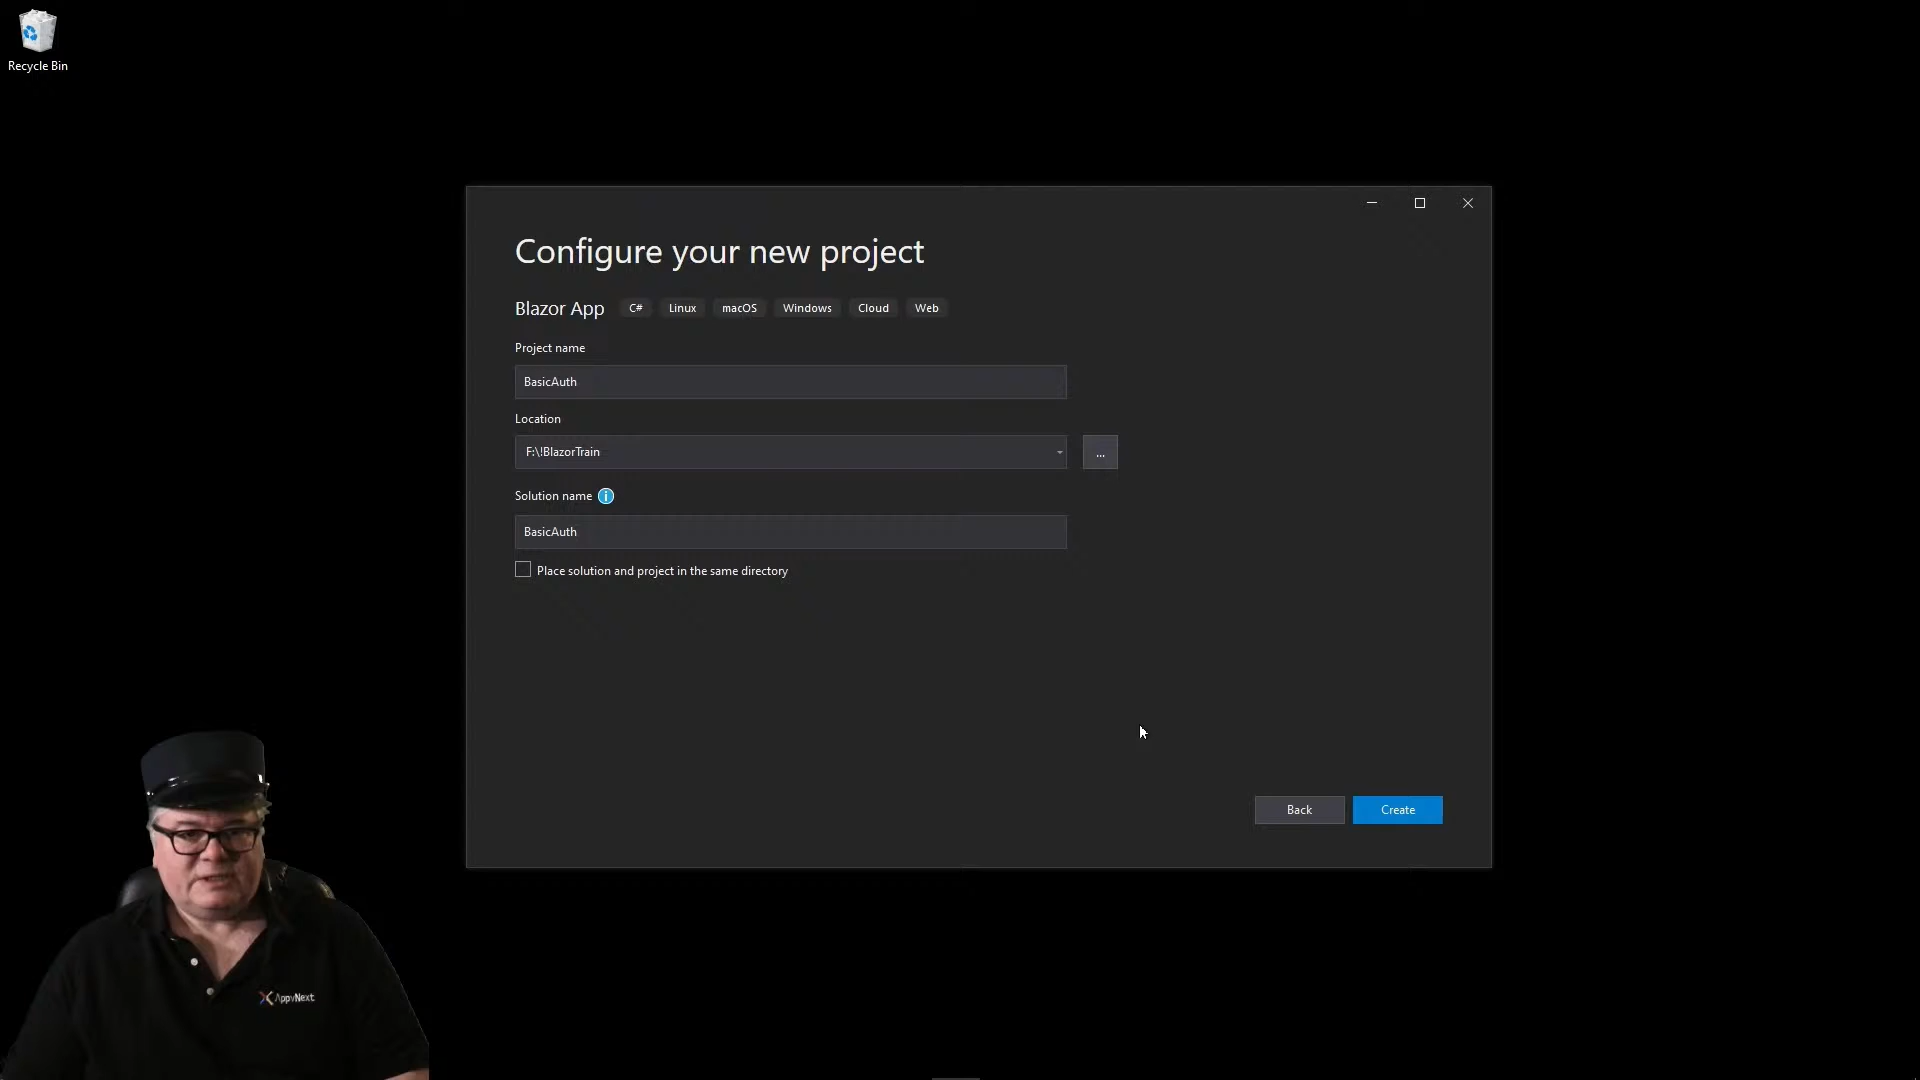 Recycle Bin
Configure your new project
Blazor App C# Linux macOS Windows Cloud Web
Project name
BasicAuth
Location
F:\!BlazorTrain
...
Solution name
BasicAuth
Place solution and project in the same directory
Back Create
AppvNext